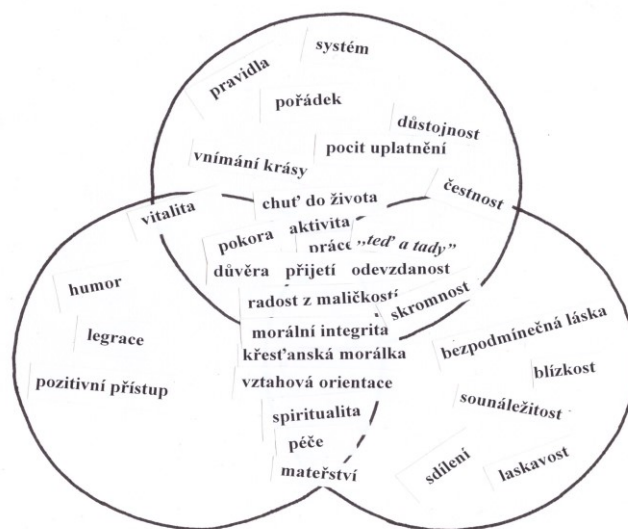 systém
pravidla
pořádek
důstojnost
pocit uplatnění
vnímání krásy
čestnost
chuť do života
vitalita
aktivita
pokora
práce
„teď a tady”
důvěra
přijetí
odevzdanost
humor
radost z maličkostí
skromnost
legrace
morální integrita
bezpodmínečná láska
křesťanská morálka
blízkost
pozitivní přístup
vztahová orientace
sounáležitost
spiritualita
péče
sdílení
laskavost
mateřství